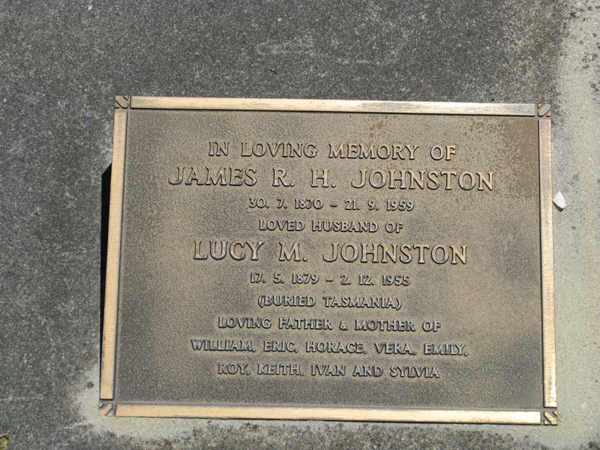 IN LOVING MEMORY OF
JAMES R. H. JOHNSTON
30. 7. 1870 - 21. 9. 1959
LOVED HUSBAND OF
LUCY M. JOHNSTON
17. 5. 1879 - 2. 12. 1955
(BURIED TASMANIA)
LOVING FATHER & MOTHER OF
WILLIAM, ERIC, HORACE, VERA, EMILY,
ROY, KEITH, IVAN AND SYLVIA